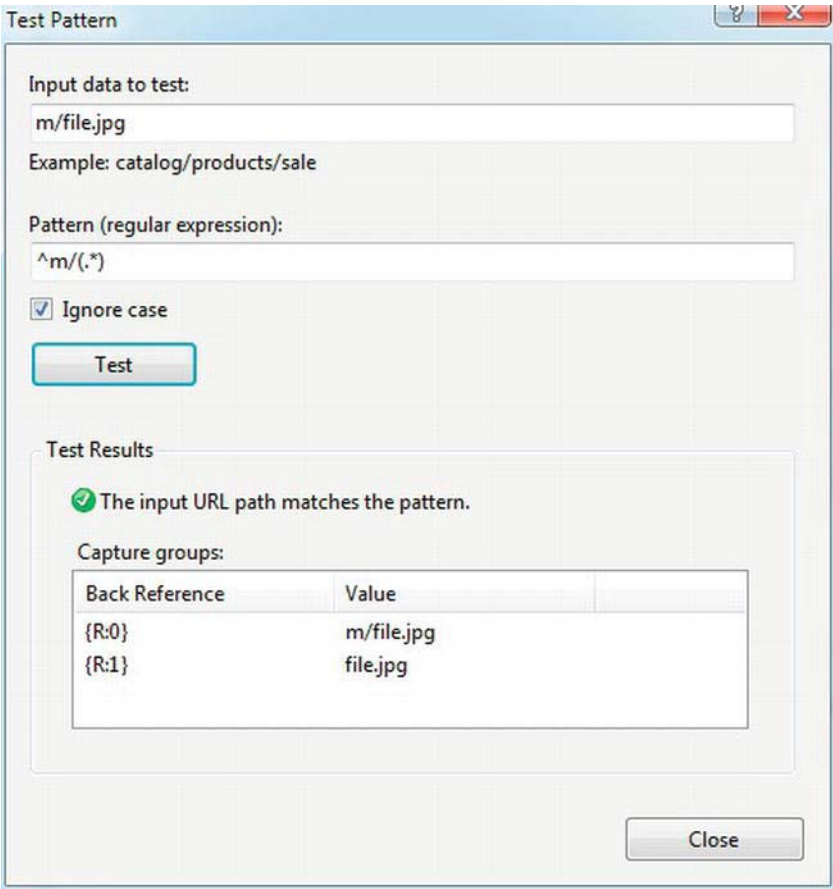 Test Pattern
Input data to test:
m/file.jpg
Example: catalog/products/sale
Pattern (regular expression):
^m/(.*)
Ignore case
Test
Test Results
The input URL path matches the pattern.
Capture groups:
Back Reference Value
{R:0} m/file.jpg
{R:1} file.jpg
Close